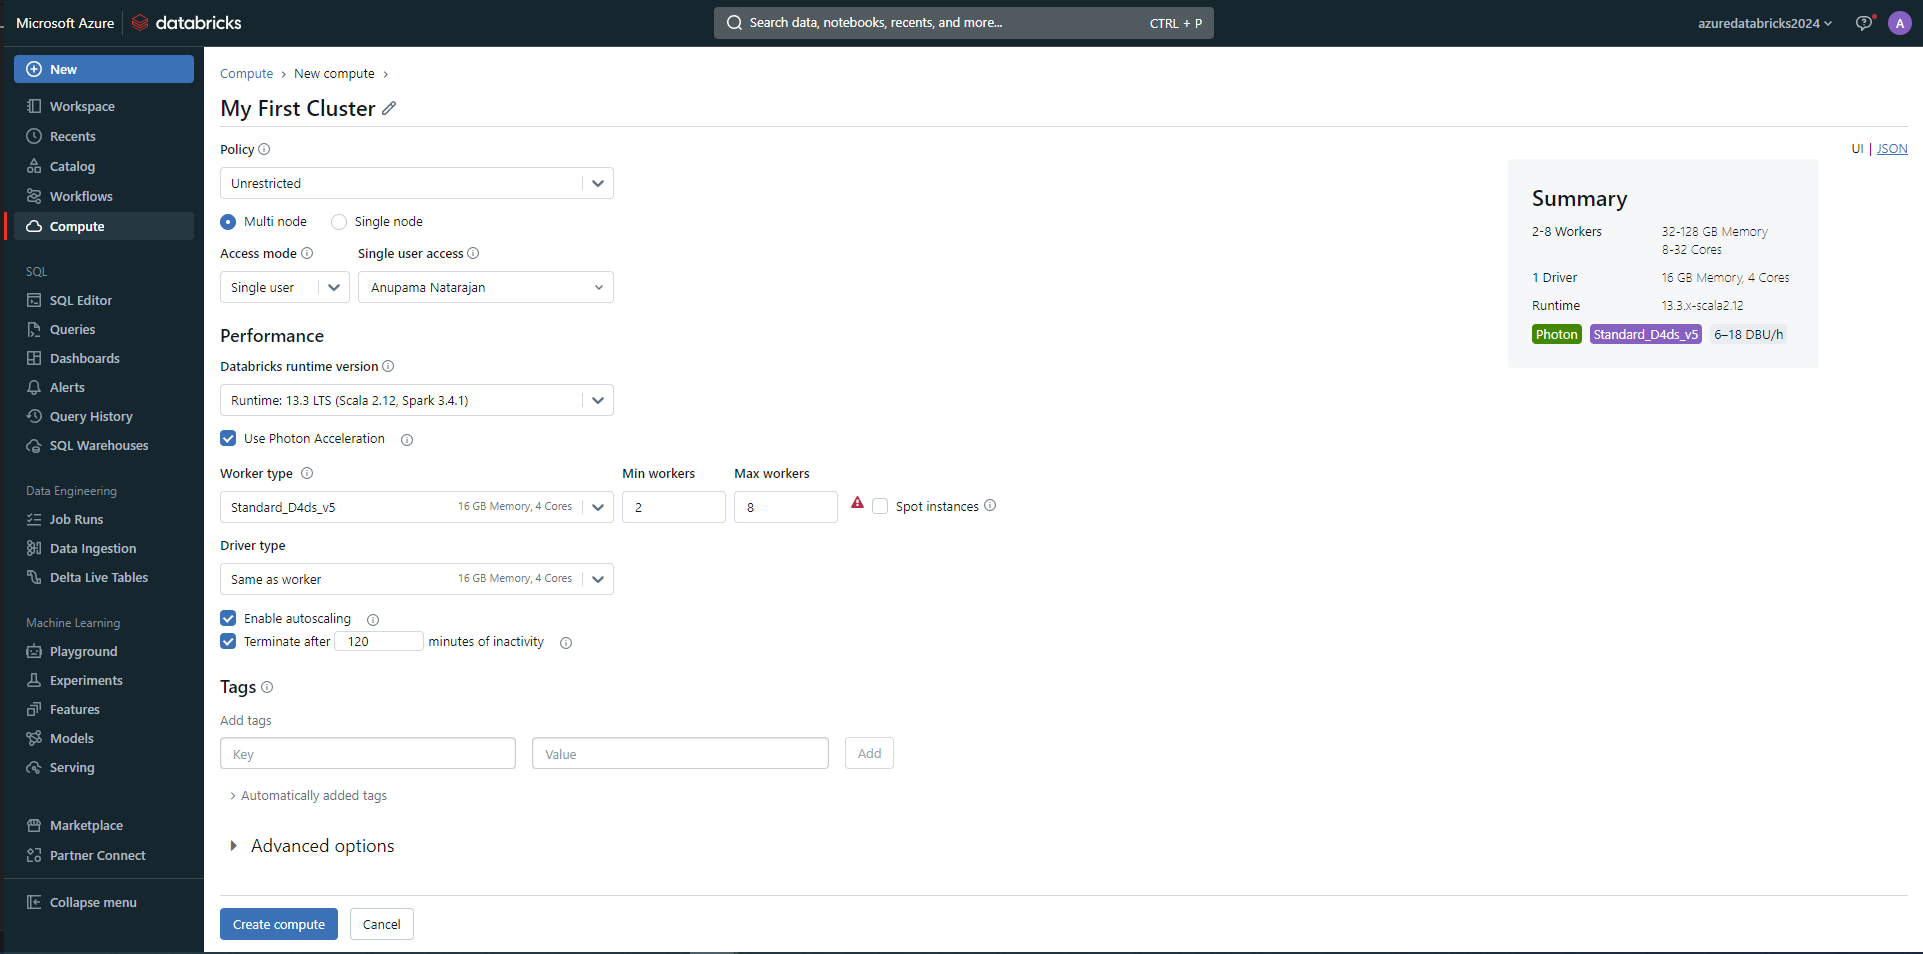 Microsoft Azure databricks
Search data, notebooks, recents, and more... CTRL + P
azuredatabricks2024
A
New
Workspace
Recents
Catalog
Workflows
Compute
SQL
SQL Editor
Queries
Dashboards
Alerts
Query History
SQL Warehouses
Data Engineering
Job Runs
Data Ingestion
Delta Live Tables
Machine Learning
Playground
Experiments
Features
Models
Serving
Marketplace
Partner Connect
Collapse menu
Compute › New compute ›
My First Cluster
UI | JSON
Policy
Unrestricted
Multi node Single node
Access mode Single user access
Single user Anupama Natarajan
Performance
Databricks runtime version
Runtime: 13.3 LTS (Scala 2.12, Spark 3.4.1)
Use Photon Acceleration
Worker type Min workers Max workers
Standard_D4ds_v5 16 GB Memory, 4 Cores 2 8 Spot instances
Driver type
Same as worker 16 GB Memory, 4 Cores
Enable autoscaling
Terminate after 120 minutes of inactivity
Tags
Add tags
Key Value Add
Automatically added tags
Advanced options
Create compute Cancel
Summary
2-8 Workers 32-128 GB Memory
8-32 Cores
1 Driver 16 GB Memory, 4 Cores
Runtime 13.3.x-scala2.12
Photon Standard_D4ds_v5 6–18 DBU/h